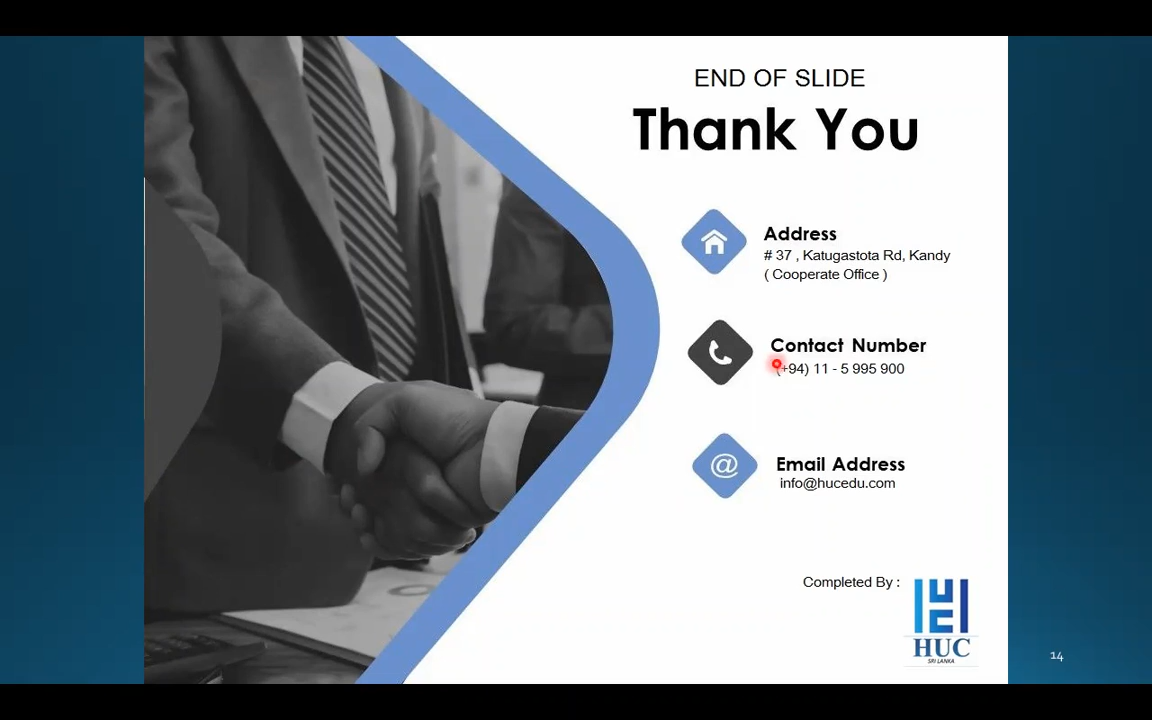 END OF SLIDE
Thank You
Address
# 37 , Katugastota Rd, Kandy
( Cooperate Office )
Contact Number
(+94) 11 - 5 995 900
Email Address
info@hucedu.com
Completed By :
HUC
SRI LANKA
14